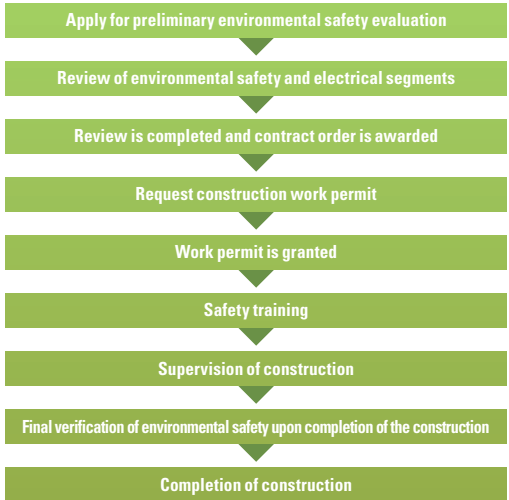 Apply for preliminary environmental safety evaluation
Review of environmental safety and electrical segments
Review is completed and contract order is awarded
Request construction work permit
Work permit is granted
Safety training
Supervision of construction
Final verification of environmental safety upon completion of the construction
Completion of construction